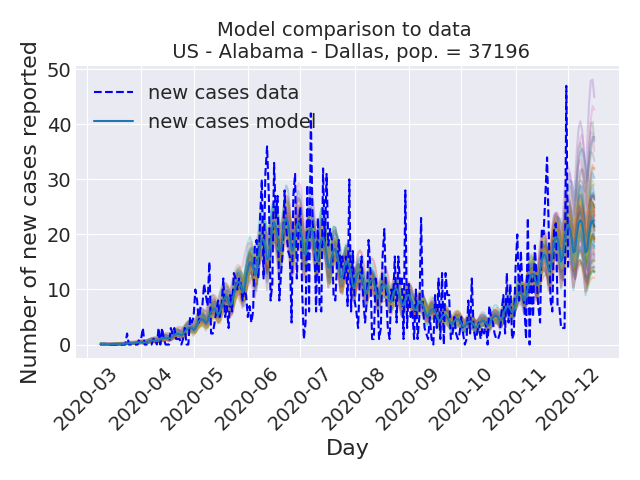 Model comparison to data
US - Alabama - Dallas, pop. = 37196
Number of new cases reported
50
40
30
20
10
0
new cases data
new cases model
2020-03
2020-04
2020-05
2020-06
2020-07
2020-08
2020-09
2020-10
2020-11
2020-12
Day